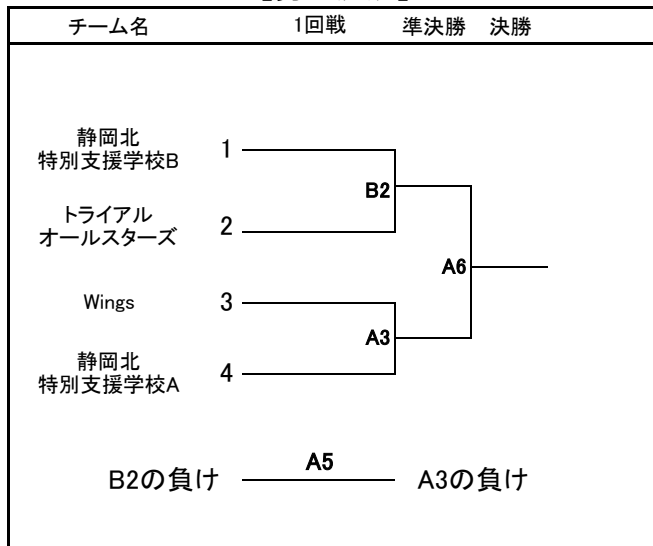 チーム名 1回戦 準決勝 決勝
静岡北
特別支援学校B
1
B2
トライアル
オールスターズ
2
A6
Wings
3
A3
静岡北
特別支援学校A
4
B2の負け A5 A3の負け